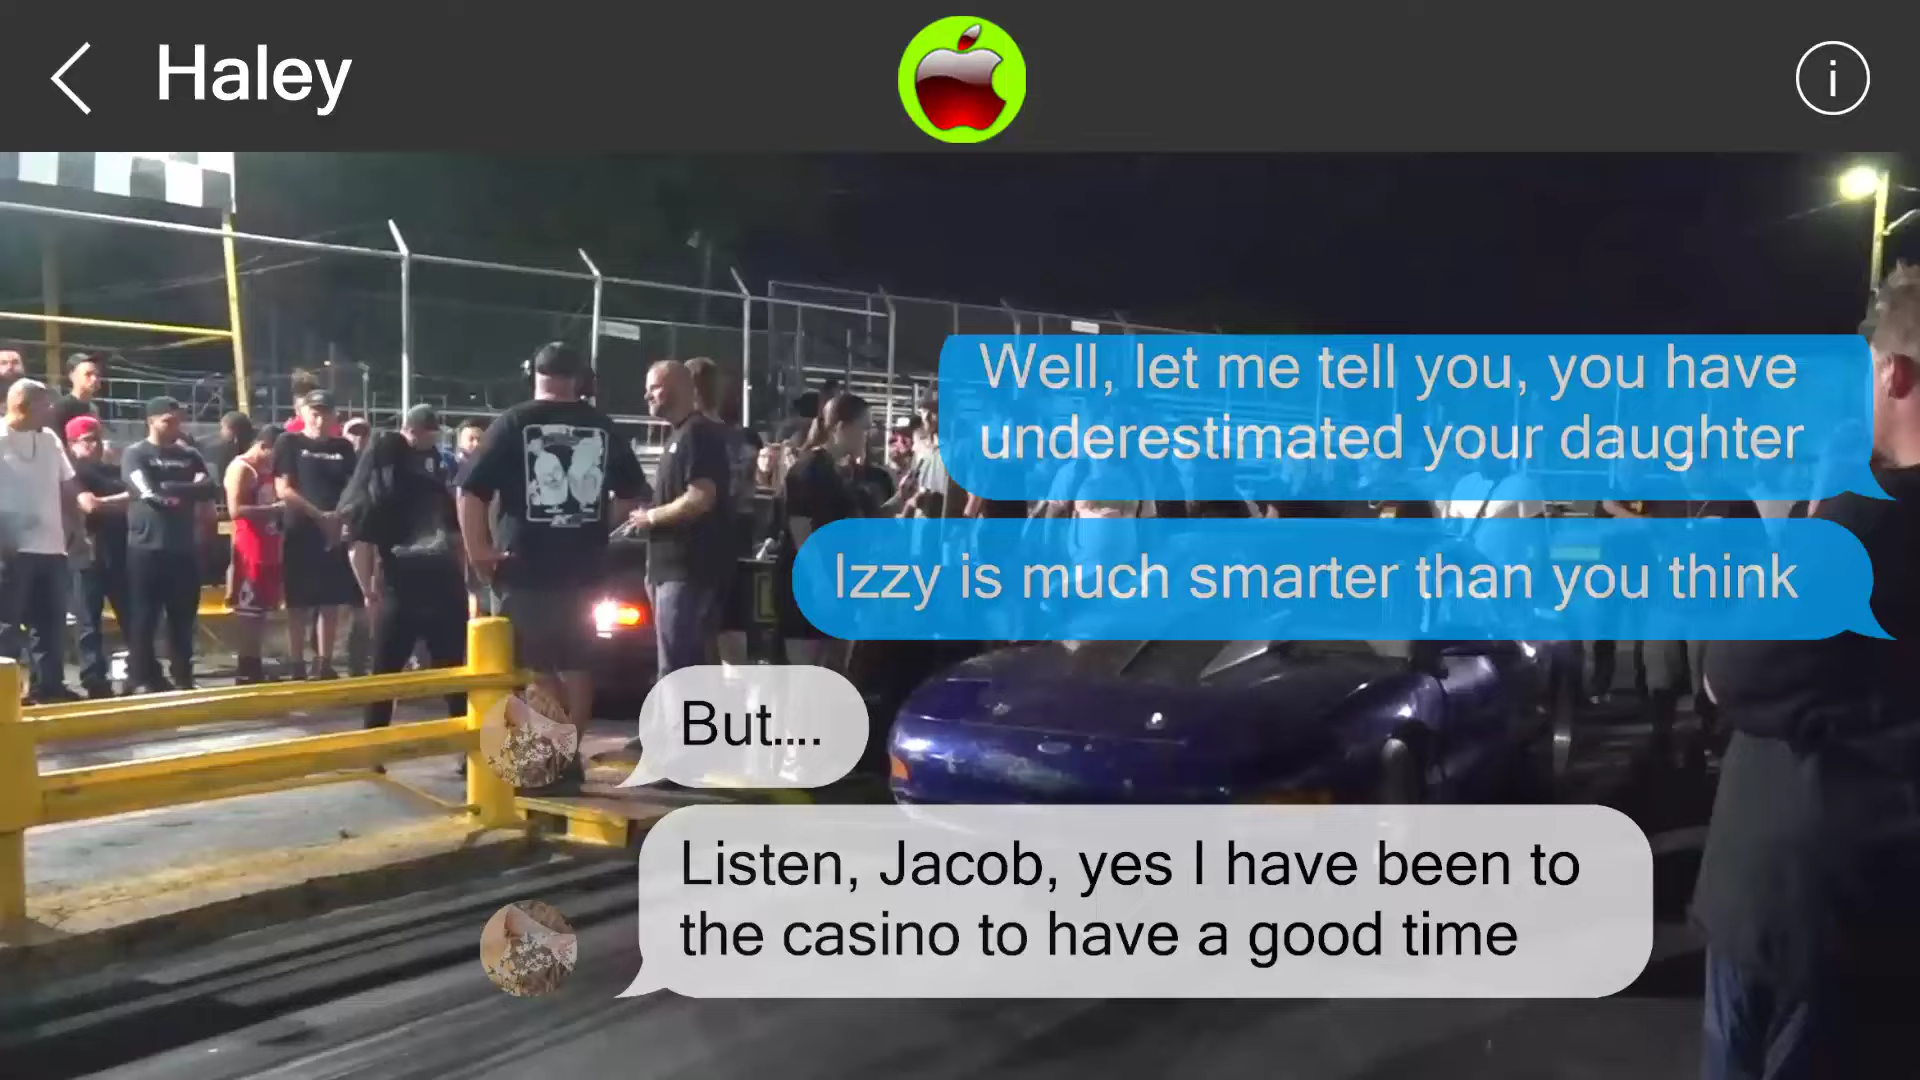 Haley
Well, let me tell you, you have
underestimated your daughter
Izzy is much smarter than you think
But....
Listen, Jacob, yes I have been to
the casino to have a good time